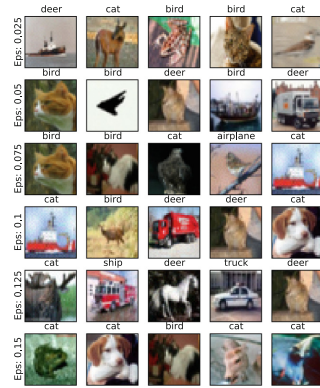 deer cat bird bird cat
Eps: 0,025
bird bird deer bird deer
Eps: 0,05
bird bird cat airplane cat
Eps: 0,075
cat bird deer deer cat
Eps: 0,1
cat ship deer truck deer
Eps: 0,125
cat cat bird cat cat
Eps: 0,15